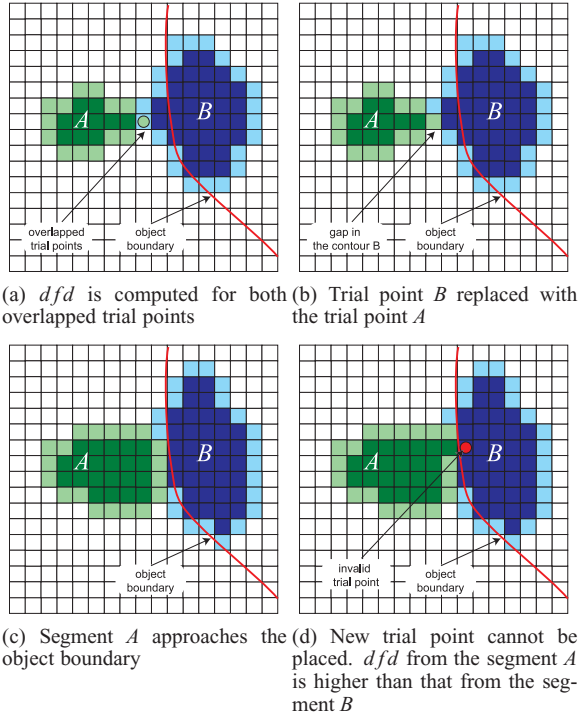 A
B
overlapped
trial points
object
boundary
(a) dfd is computed for both
overlapped trial points
A
B
gap in
the contour B
object
boundary
(b) Trial point B replaced with
the trial point A
A
B
object
boundary
(c) Segment A approaches the
object boundary
A
B
invalid
trial point
object
boundary
(d) New trial point cannot be
placed. dfd from the segment A
is higher than that from the seg-
ment B